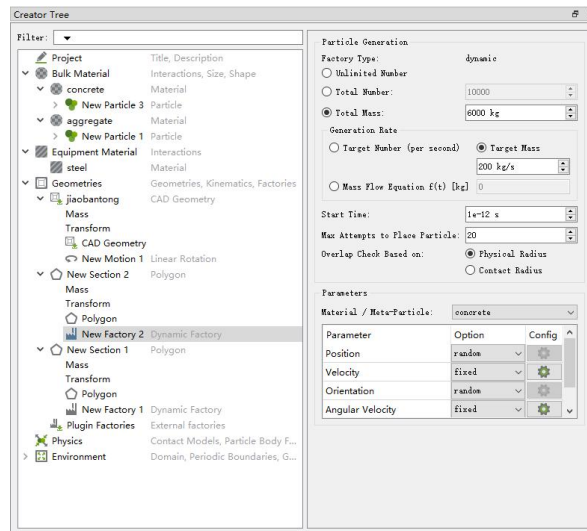 Creator Tree
Filter:
Project Title, Description
Bulk Material Interactions, Size, Shape
concrete Material
New Particle 3 Particle
aggregate Material
New Particle 1 Particle
Equipment Material Interactions
steel Material
Geometries Geometries, Kinematics, Factories
jiaobantong CAD Geometry
Mass
Transform
CAD Geometry
New Motion 1 Linear Rotation
New Section 2 Polygon
Mass
Transform
Polygon
New Factory 2 Dynamic Factory
New Section 1 Polygon
Mass
Transform
Polygon
New Factory 1 Dynamic Factory
Plugin Factories External factories
Physics Contact Models, Particle Body F...
Environment Domain, Periodic Boundaries, G...
Particle Generation
Factory Type: dynamic
Unlimited Number
Total Number: 10000
Total Mass: 6000 kg
Generation Rate
Target Number (per second) Target Mass
200 kg/s
Mass Flow Equation f(t) [kg] 0
Start Time: 1e-12 s
Max Attempts to Place Particle: 20
Overlap Check Based on: Physical Radius
Contact Radius
Parameters
Material / Meta-Particle: concrete
Parameter Option Config
Position random
Velocity fixed
Orientation random
Angular Velocity fixed